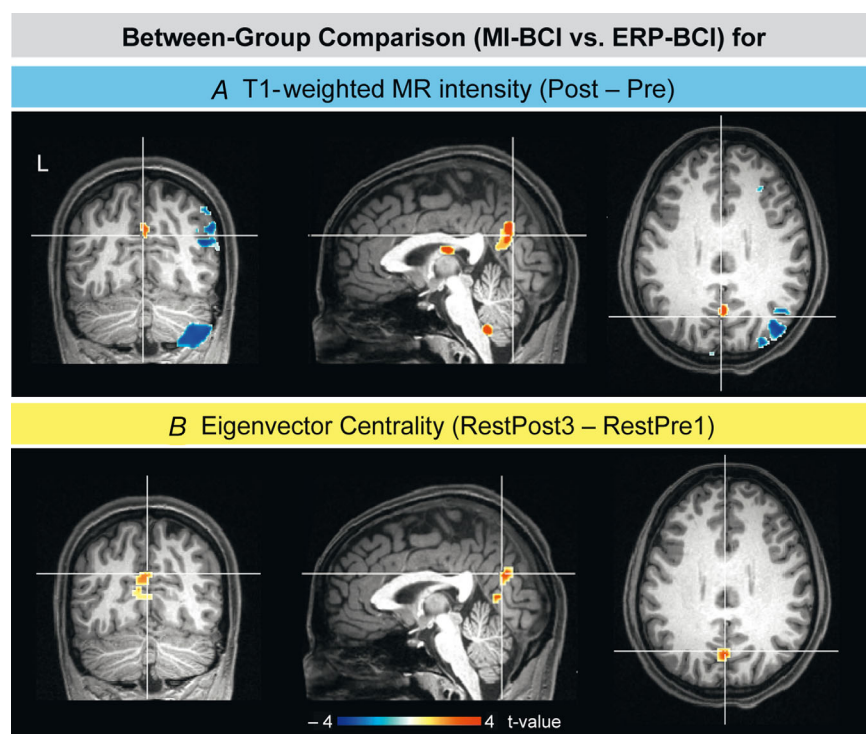 Between-Group Comparison (MI-BCI vs. ERP-BCI) for
A T1-weighted MR intensity (Post – Pre)
L
B Eigenvector Centrality (RestPost3 – RestPre1)
– 4 4 t-value